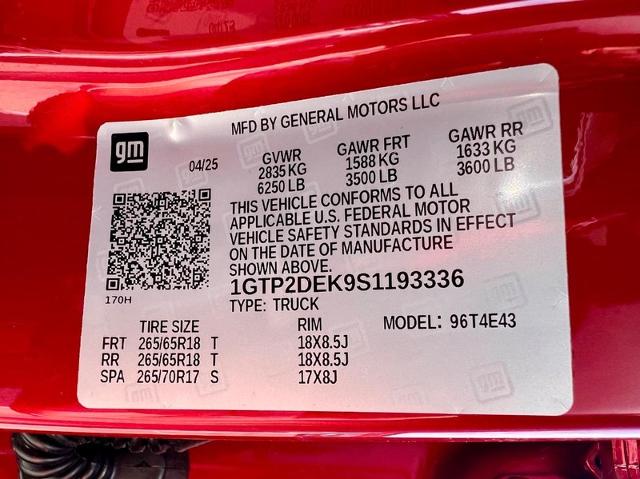 MFD BY GENERAL MOTORS LLC
gm
04/25
GVWR GAWR FRT GAWR RR
2835 KG 1588 KG 1633 KG
6250 LB 3500 LB 3600 LB
THIS VEHICLE CONFORMS TO ALL
APPLICABLE U.S. FEDERAL MOTOR
VEHICLE SAFETY STANDARDS IN EFFECT
ON THE DATE OF MANUFACTURE
SHOWN ABOVE.
170H
1GTP2DEK9S1193336
TYPE: TRUCK
TIRE SIZE RIM MODEL: 96T4E43
FRT 265/65R18 T 18X8.5J
RR 265/65R18 T 18X8.5J
SPA 265/70R17 S 17X8J